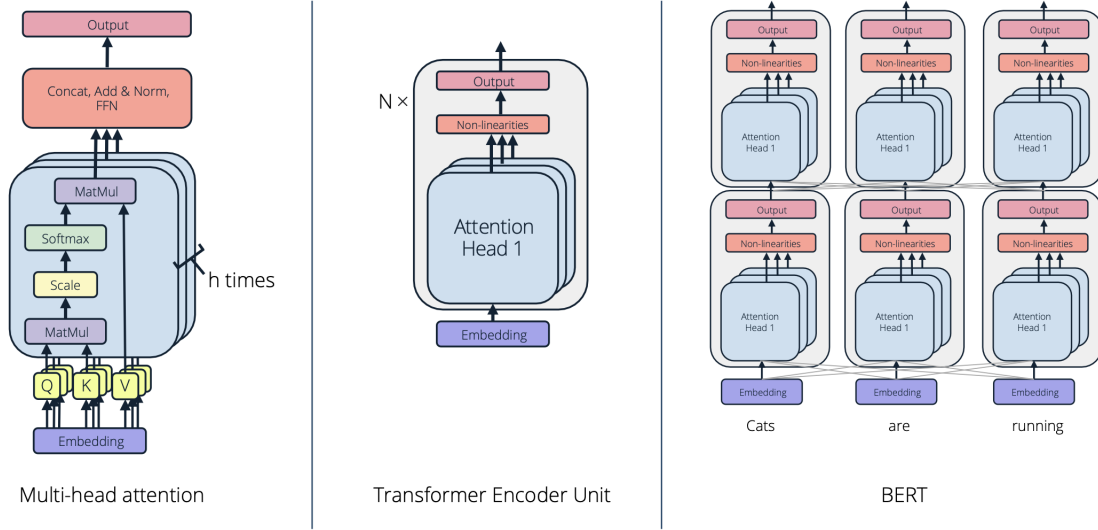 Output
Concat, Add & Norm,
FFN
MatMul
Softmax
Scale
MatMul
h times
Q K V
Embedding
Multi-head attention
N ×
Output
Non-linearities
Attention
Head 1
Embedding
Transformer Encoder Unit
Output Output Output
Non-linearities Non-linearities Non-linearities
Attention Attention Attention
Head 1 Head 1 Head 1
Output Output Output
Non-linearities Non-linearities Non-linearities
Attention Attention Attention
Head 1 Head 1 Head 1
Embedding Embedding Embedding
Cats are running
BERT